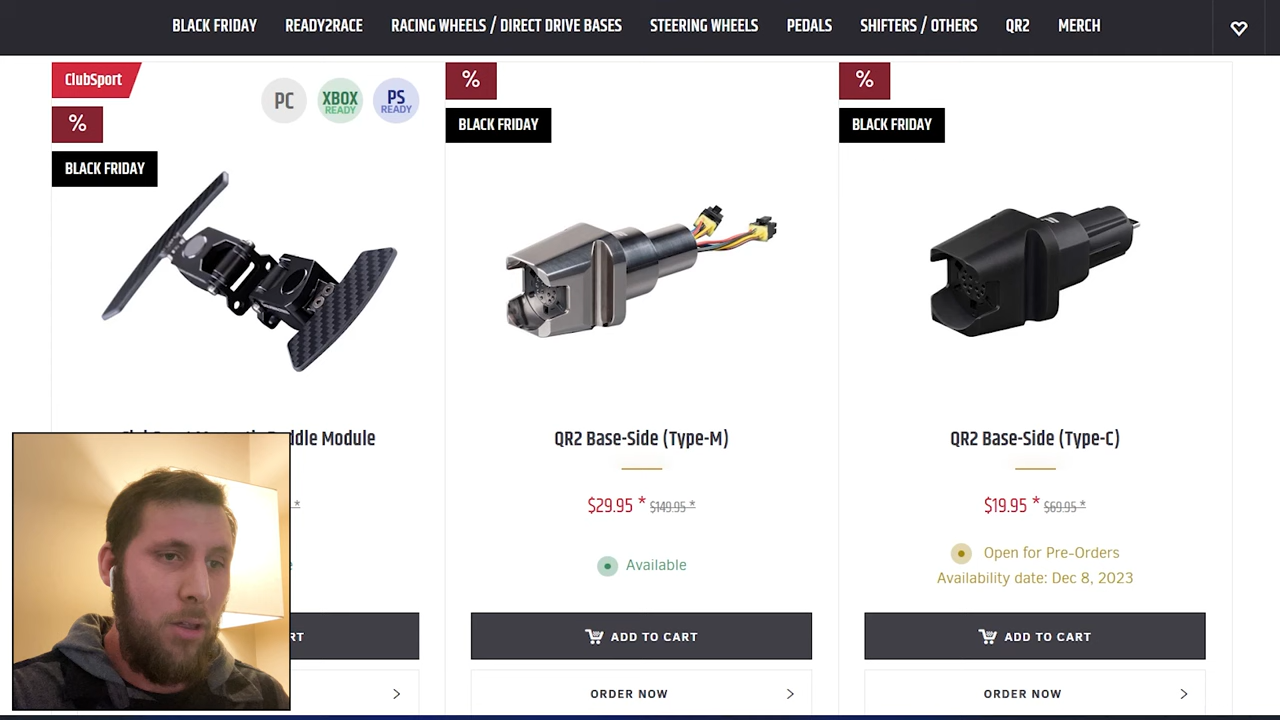 BLACK FRIDAY READY2RACE RACING WHEELS / DIRECT DRIVE BASES STEERING WHEELS PEDALS SHIFTERS / OTHERS QR2 MERCH
ClubSport
%
BLACK FRIDAY
PC
XBOX
READY
PS
READY
ddle Module
%
BLACK FRIDAY
QR2 Base-Side (Type-M)
$29.95 * $149.95 *
Available
ADD TO CART
ORDER NOW
%
BLACK FRIDAY
QR2 Base-Side (Type-C)
$19.95 * $69.95 *
Open for Pre-Orders
Availability date: Dec 8, 2023
ADD TO CART
ORDER NOW